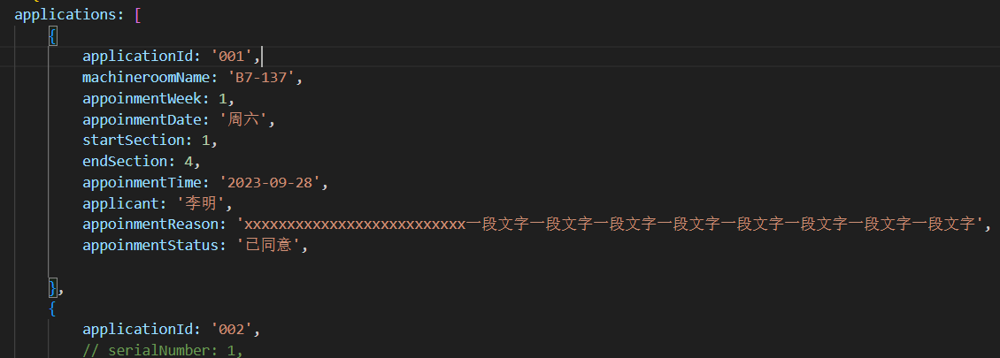 applications: [
{
applicationId: '001',
machineroomName: 'B7-137',
appoinmentWeek: 1,
appoinmentDate: '周六',
startSection: 1,
endSection: 4,
appoinmentTime: '2023-09-28',
applicant: '李明',
appoinmentReason: 'xxxxxxxxxxxxxxxxxxxxxxxxxx一段文字一段文字一段文字一段文字一段文字一段文字一段文字一段文字',
appoinmentStatus: '已同意',
},
{
applicationId: '002',
// serialNumber: 1,